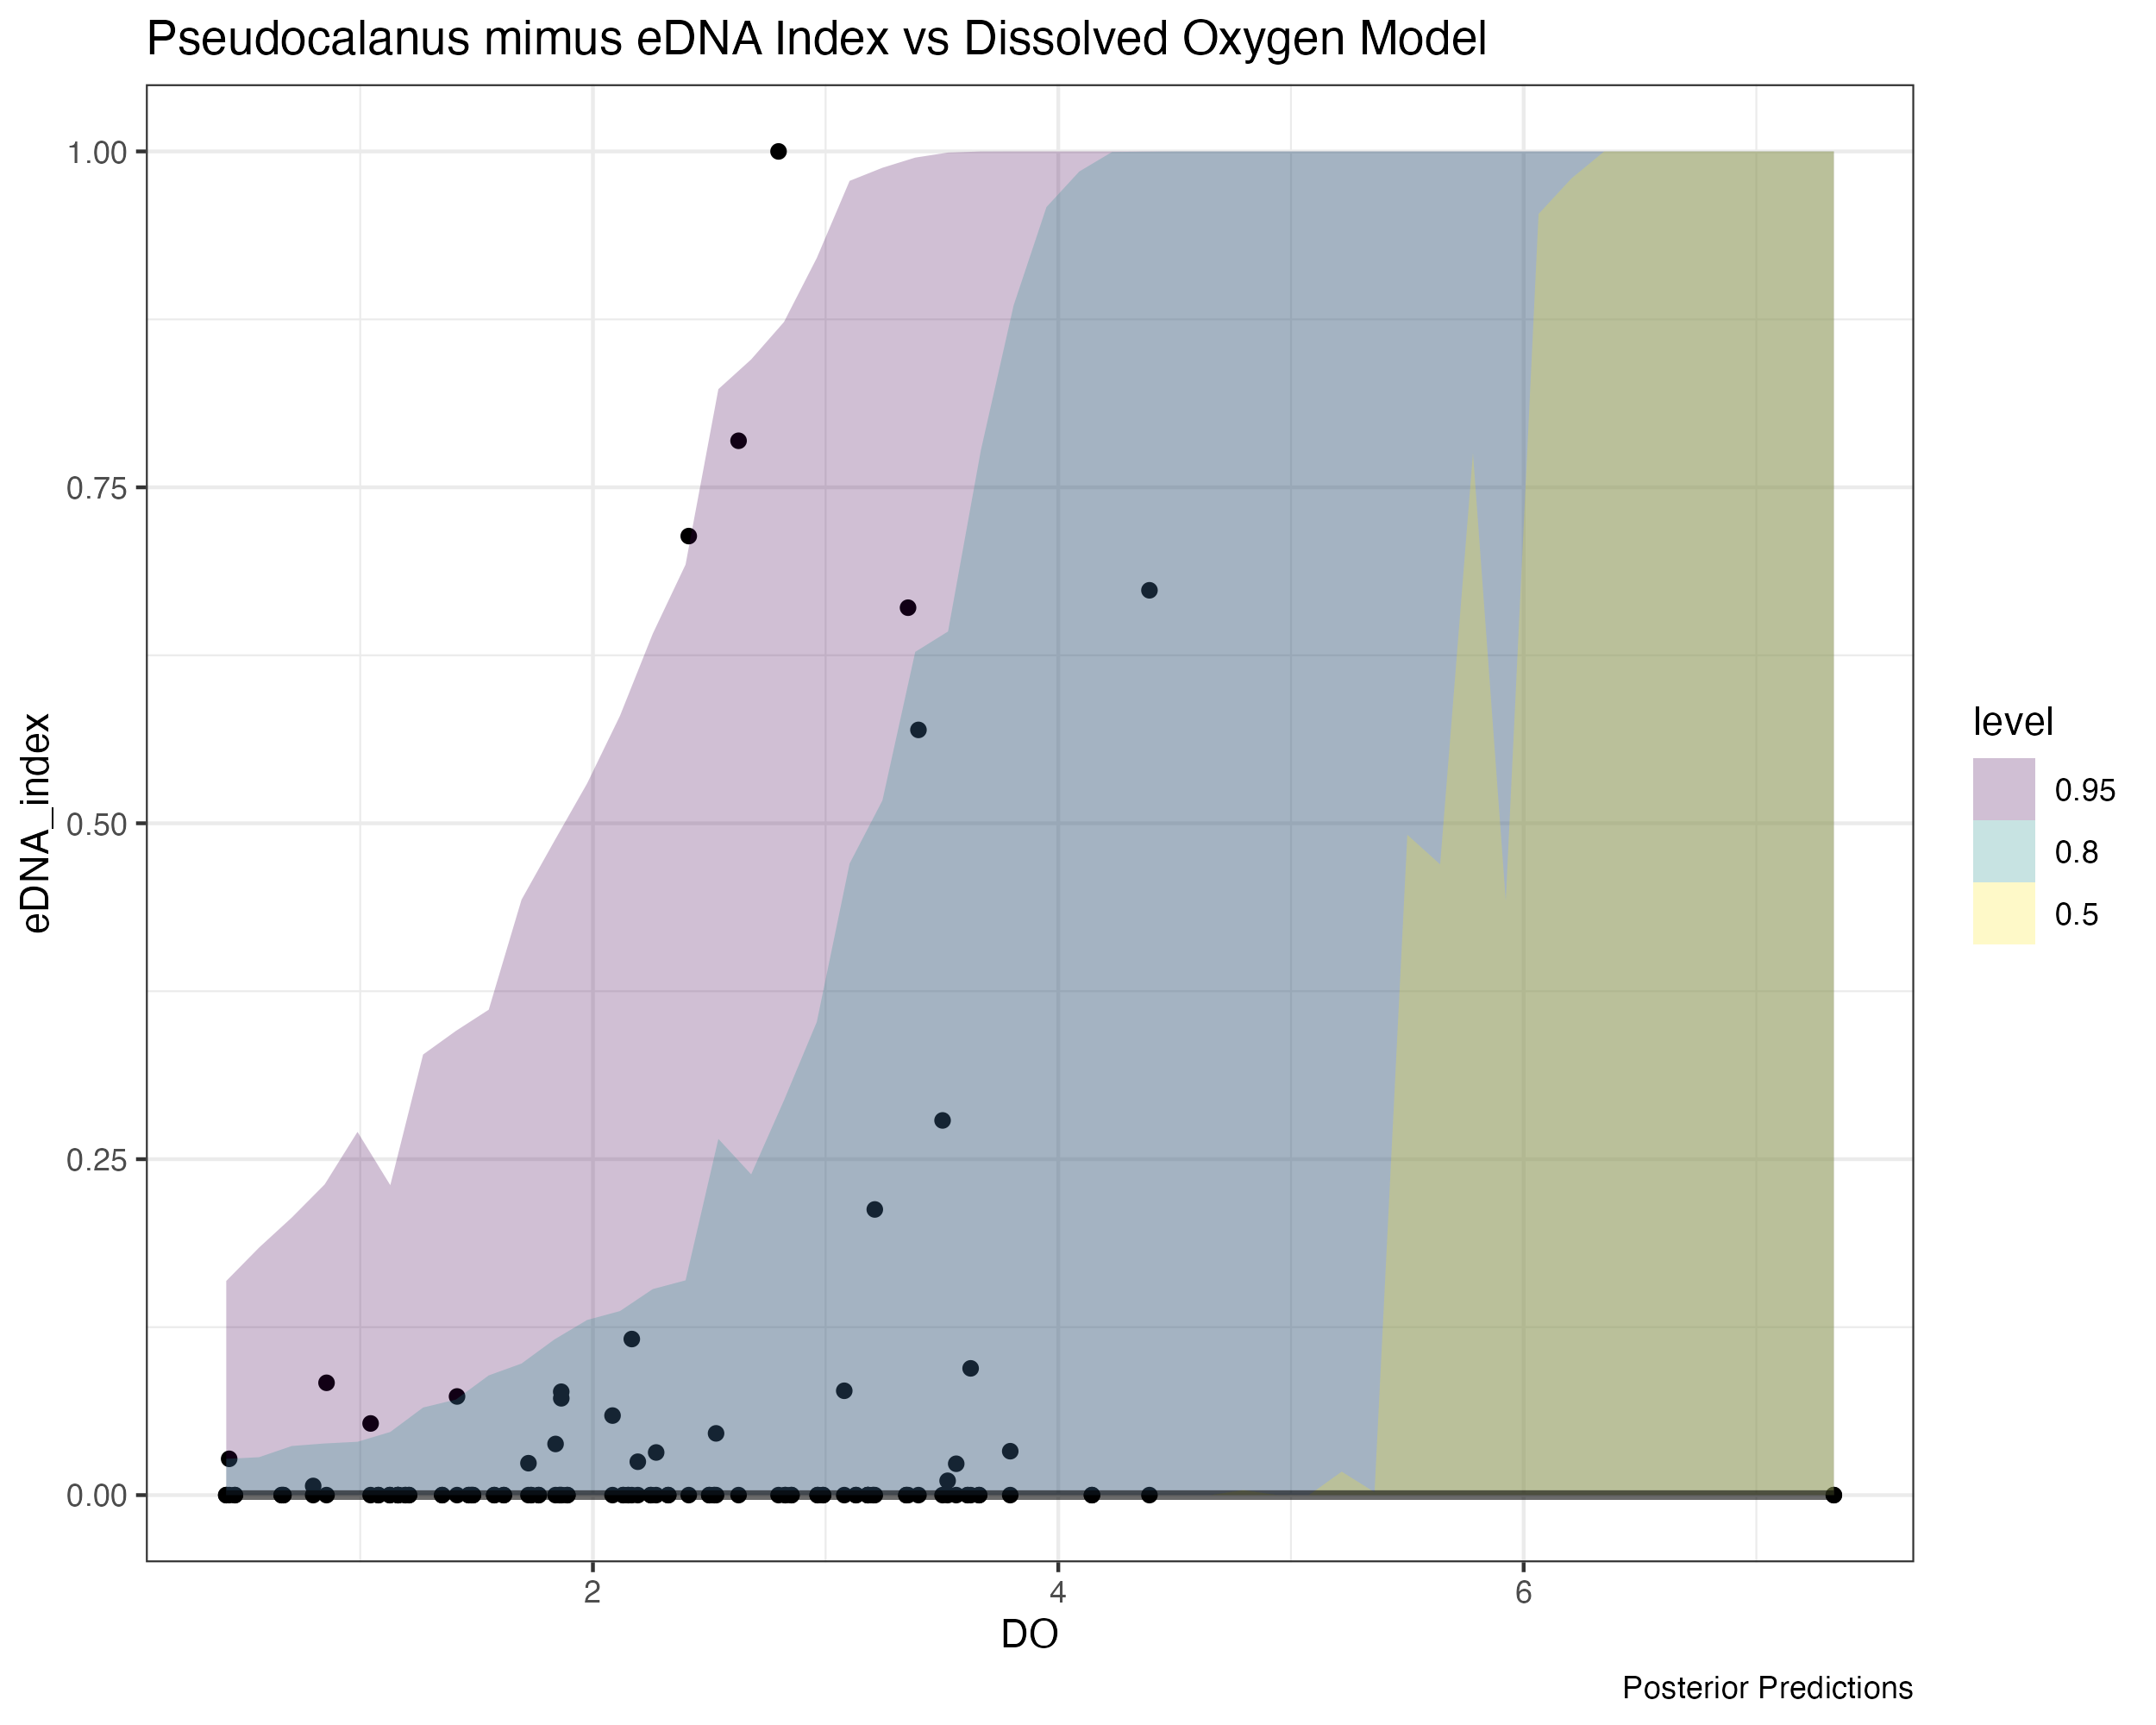 Pseudocalanus mimus eDNA Index vs Dissolved Oxygen Model
1.00
0.75
0.50
0.25
0.00
eDNA_index
2
4
6
DO
level
0.95
0.8
0.5
Posterior Predictions